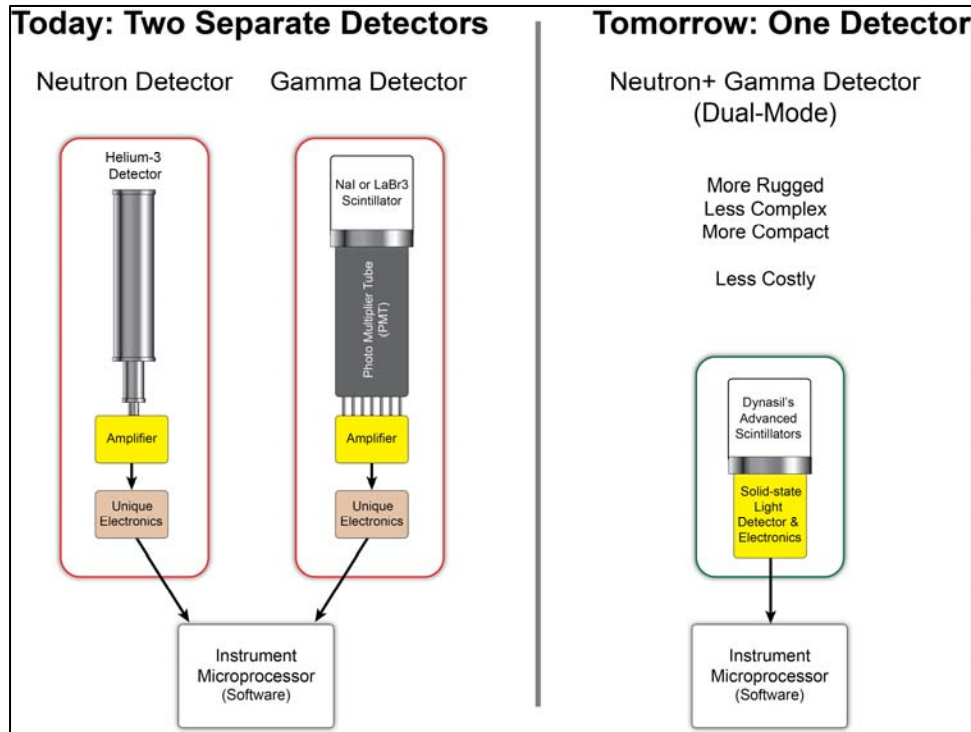 Today: Two Separate Detectors
Neutron Detector
Gamma Detector
Helium-3
Detector
Amplifier
Unique
Electronics
NaI or LaBr3
Scintillator
Photo Multiplier Tube
(PMT)
Amplifier
Unique
Electronics
Instrument
Microprocessor
(Software)
Tomorrow: One Detector
Neutron+ Gamma Detector
(Dual-Mode)
More Rugged
Less Complex
More Compact
Less Costly
Dynasil's
Advanced
Scintillators
Solid-state
Light
Detector &
Electronics
Instrument
Microprocessor
(Software)